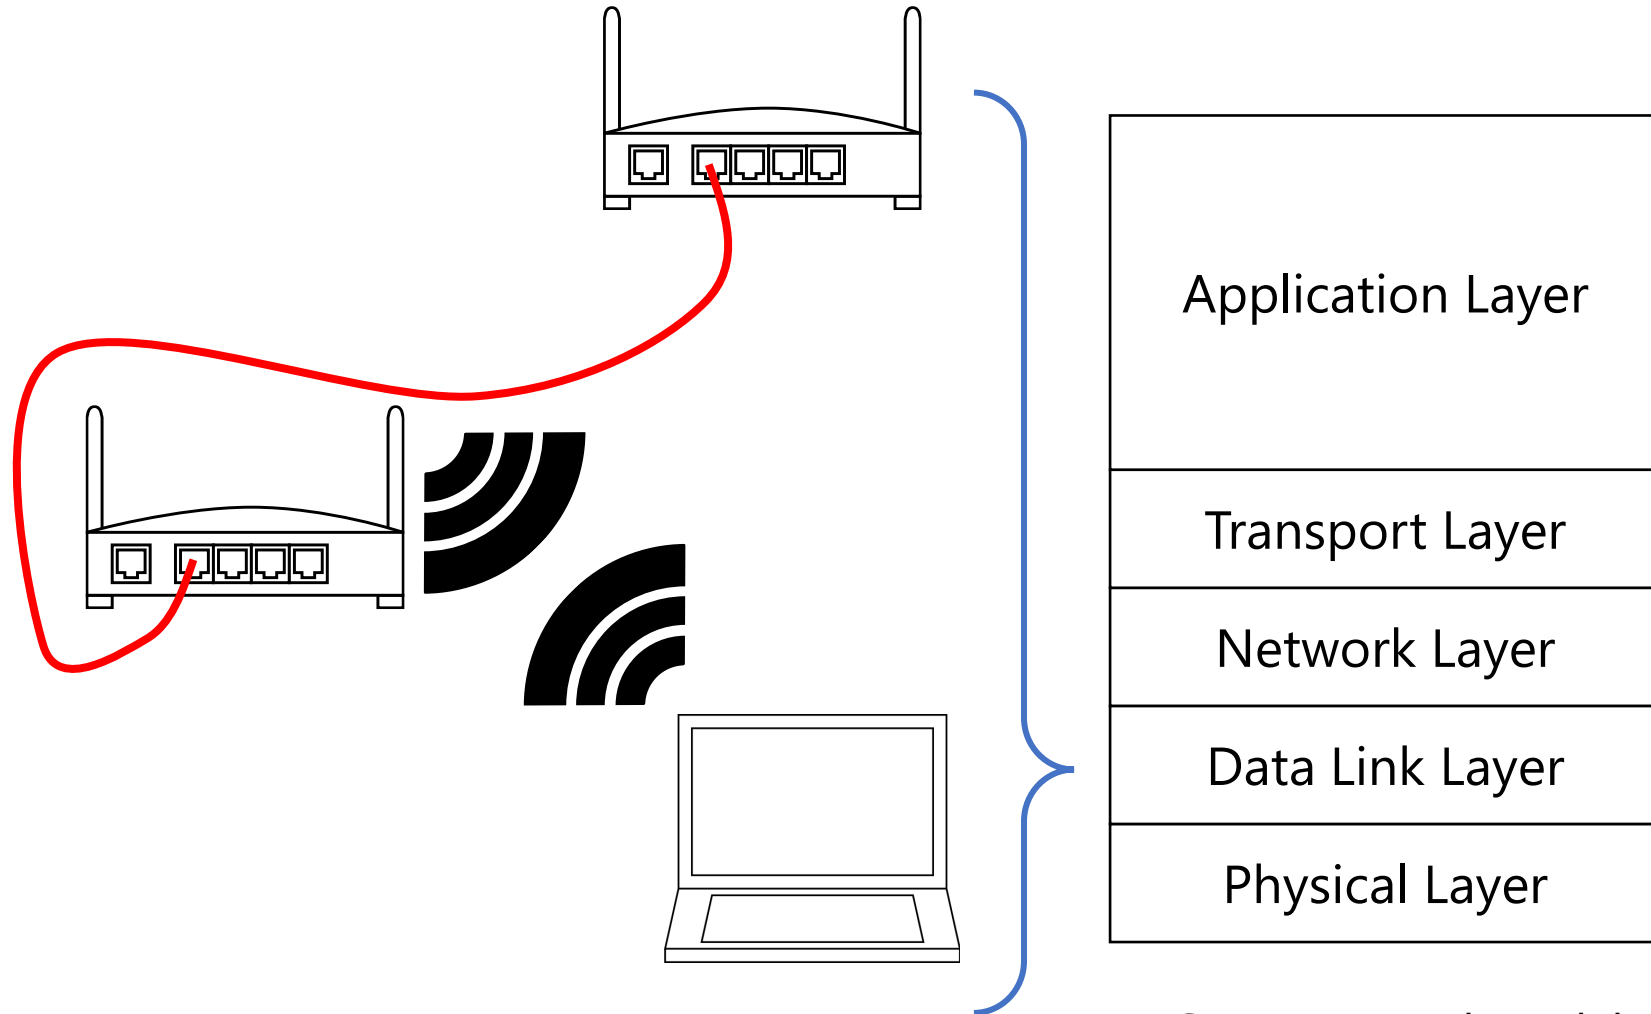 Application Layer
Transport Layer
Network Layer
Data Link Layer
Physical Layer